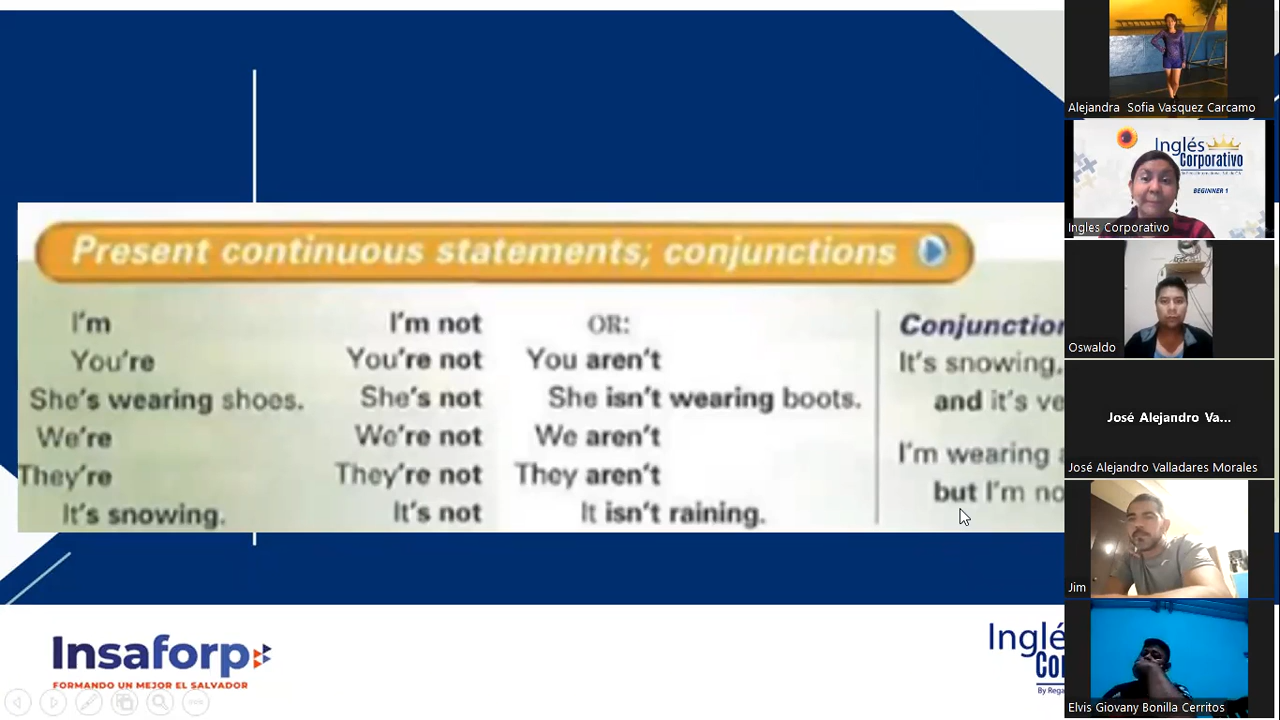 Present continuous statements; conjunctions
I'm I'm not OR:
You're You're not You aren't
She's wearing shoes. She's not She isn't wearing boots.
We're We're not We aren't
They're They're not They aren't
It's snowing. It's not It isn't raining.
Conjunction
It's snowing,
and it's ve
I'm wearing a
but I'm no
Insaforp
FORMANDO UN MEJOR EL SALVADOR
Inglé
Co
By Rega
Alejandra Sofia Vasquez Carcamo
Inglés
Corporativo
BEGINNER 1
Ingles Corporativo
Oswaldo
José Alejandro Va...
José Alejandro Valladares Morales
Jim
Elvis Giovany Bonilla Cerritos